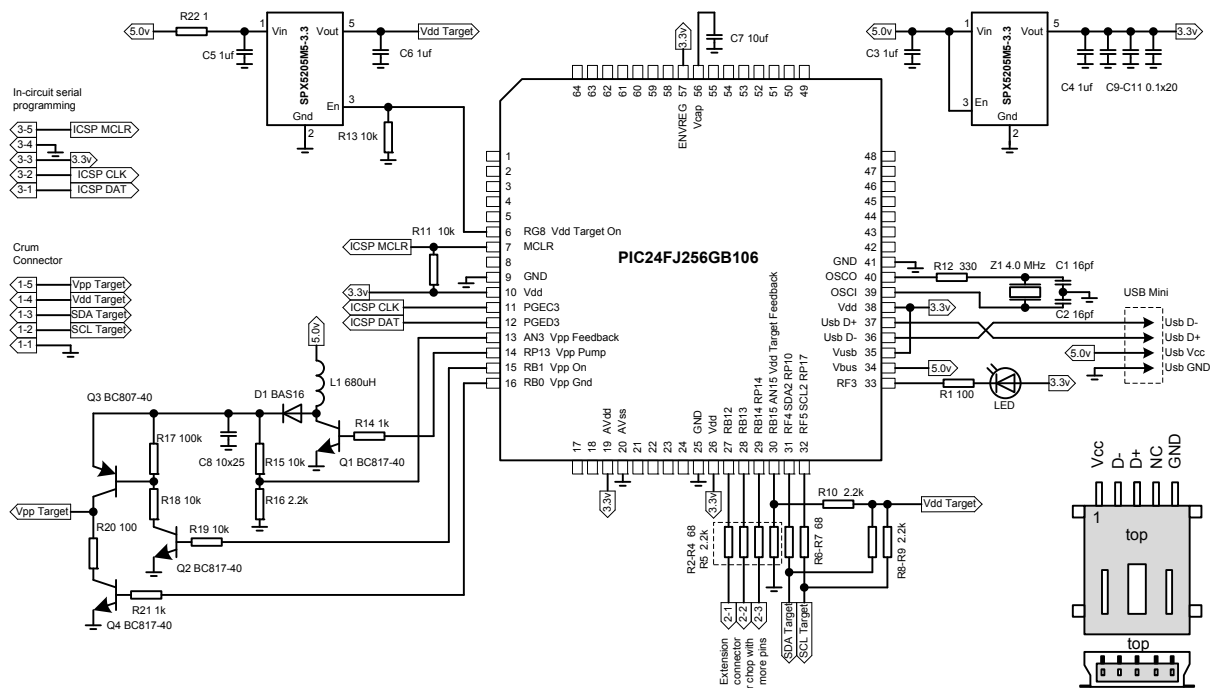 R22 1
5.0v
1
Vin
Vout
5
Vdd Target
C5 1uf
C6 1uf
SPX5205M5-3.3
3
En
Gnd
2
R13 10k
3.3v
C7 10uf
5.0v
C3 1uf
1
Vin
Vout
5
3.3v
SPX5205M5-3.3
3
En
Gnd
2
C4 1uf
C9-C11 0.1x20
In-circuit serial
programming
3-5
ICSP MCLR
3-4
3-3
3.3v
3-2
ICSP CLK
3-1
ICSP DAT
Crum
Connector
1-5
Vpp Target
1-4
Vdd Target
1-3
SDA Target
1-2
SCL Target
1-1
64
63
62
61
60
59
58
57
56
55
54
53
52
51
50
49
ENVREG
Vcap
PIC24FJ256GB106
1
2
3
4
5
6
RG8 Vdd Target On
7
MCLR
8
9
GND
10
Vdd
11
PGEC3
12
PGED3
13
AN3 Vpp Feedback
14
RP13 Vpp Pump
15
RB1 Vpp On
16
RB0 Vpp Gnd
R11 10k
ICSP MCLR
3.3v
ICSP CLK
ICSP DAT
48
47
46
45
44
43
42
GND
41
OSCO
40
OSCI
39
Vdd
38
Usb D+
37
Usb D-
36
Vusb
35
Vbus
34
RF3
33
R12 330
Z1 4.0 MHz
C1 16pf
C2 16pf
3.3v
5.0v
R1 100
LED
3.3v
USB Mini
Usb D-
Usb D+
5.0v
Usb Vcc
Usb GND
17
18
19
20
21
22
23
24
25
26
27
28
29
30
31
32
AVdd
AVss
GND
Vdd
RB12
RB13
RB14 RP14
RB15 AN15 Vdd Target Feedback
RF4 SDA2 RP10
RF5 SCL2 RP17
3.3v
3.3v
R10 2.2k
Vdd Target
R2-R4 68
R5 2.2k
R6-R7 68
R8-R9 2.2k
2-1
2-2
2-3
SDA Target
SCL Target
Extension
connector
r chop with
more pins
5.0v
L1 680uH
D1 BAS16
Q3 BC807-40
R17 100k
C8 10x25
R15 10k
R14 1k
Q1 BC817-40
R16 2.2k
R18 10k
Vpp Target
R20 100
R19 10k
Q2 BC817-40
R21 1k
Q4 BC817-40
Vcc
D-
D+
NC
GND
1
top
top